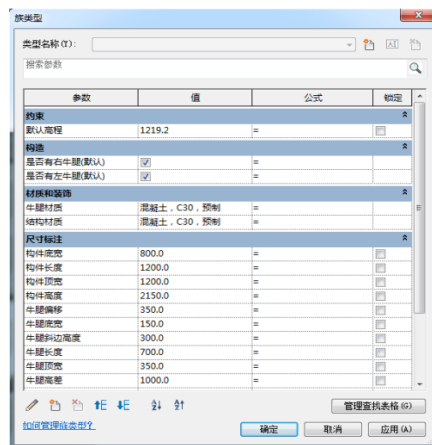 族类型
类型名称(Y):
搜索参数
参数 值 公式 锁定
约束
默认高程 1219.2 =
构造
是否有右牛腿(默认) =
是否有左牛腿(默认) =
材质和装饰
牛腿材质 混凝土，C30，预制 =
结构材质 混凝土，C30，预制 =
尺寸标注
构件底宽 800.0 =
构件长度 1200.0 =
构件顶宽 1200.0 =
构件高度 2150.0 =
牛腿偏移 350.0 =
牛腿底宽 150.0 =
牛腿斜边高度 300.0 =
牛腿长度 700.0 =
牛腿顶宽 350.0 =
牛腿高差 1000.0 =
管理查找表格(G)
如何管理族类型?
确定 取消 应用(A)